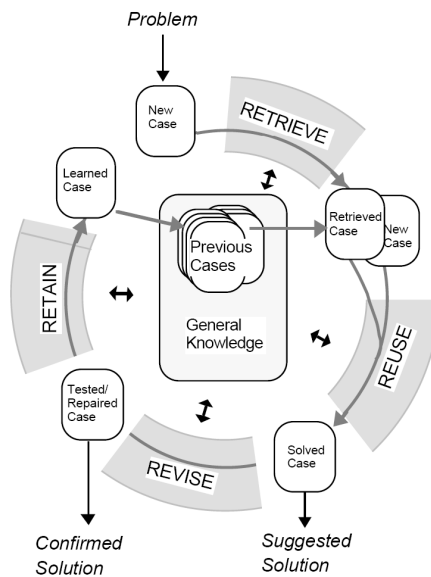 Problem
New
Case
RETRIEVE
Learned
Case
Retrieved
Case
New
Case
Previous
Cases
General
Knowledge
RETAIN
REUSE
Tested/
Repaired
Case
REVISE
Solved
Case
Confirmed
Solution
Suggested
Solution